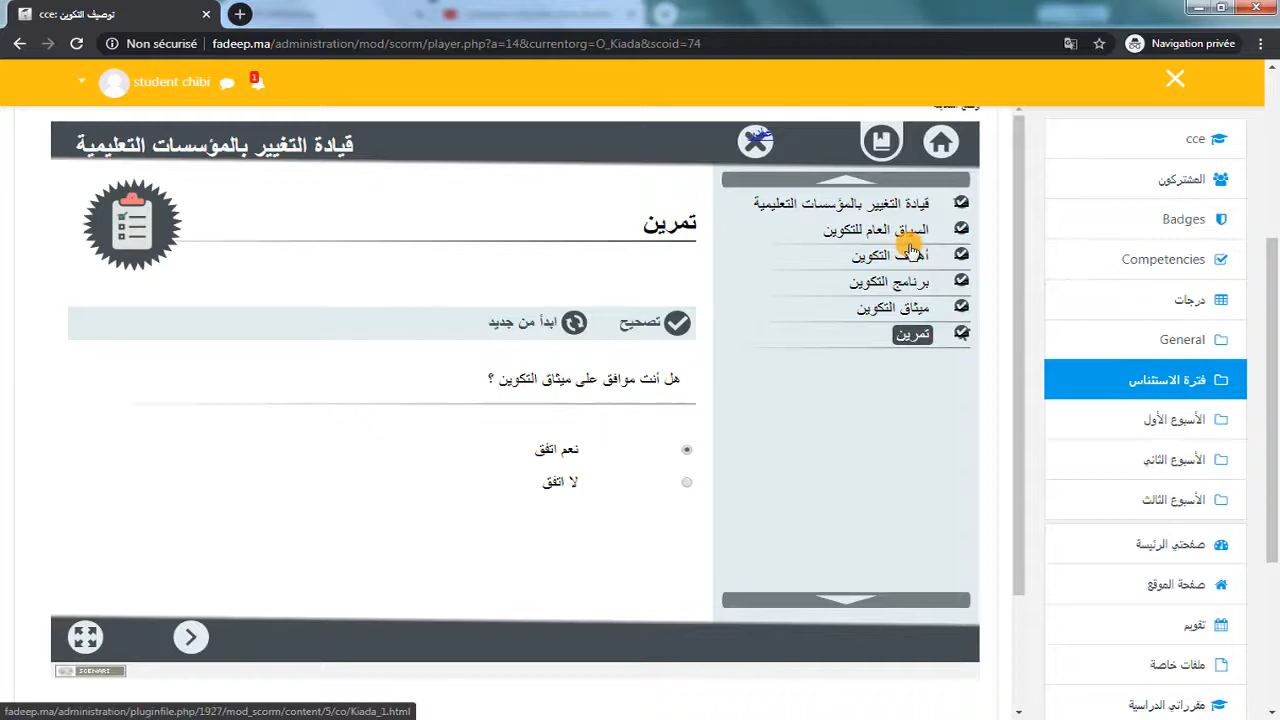 cce: توصيف التكوين
Non sécurisé
fadeep.ma/administration/mod/scorm/player.php?a=14&currentorg=O_Kiada&scoid=74
Navigation privée
student chibi
1
قيادة التغيير بالمؤسسات التعليمية
تمرين
تصحيح
ابدأ من جديد
هل أنت موافق على ميثاق التكوين ؟
نعم اتفق
لا اتفق
قيادة التغيير بالمؤسسات التعليمية
السياق العام للتكوين
التكوين
برنامج التكوين
ميثاق التكوين
تمرين
SCENARI
cce
المشتركون
Badges
Competencies
درجات
General
فترة الاستئناس
الأسبوع الأول
الأسبوع الثاني
الأسبوع الثالث
صفحتي الرئيسة
صفحة الموقع
تقويم
ملفات خاصة
مقرراتي الدراسية
fadeep.ma/administration/pluginfile.php/1927/mod_scorm/content/5/co/Kiada_1.html